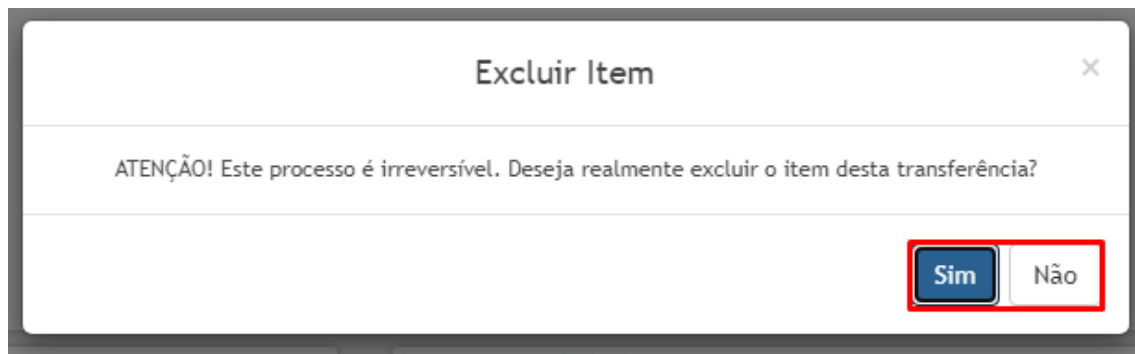 Excluir Item
×
ATENÇÃO! Este processo é irreversível. Deseja realmente excluir o item desta transferência?
Sim Não